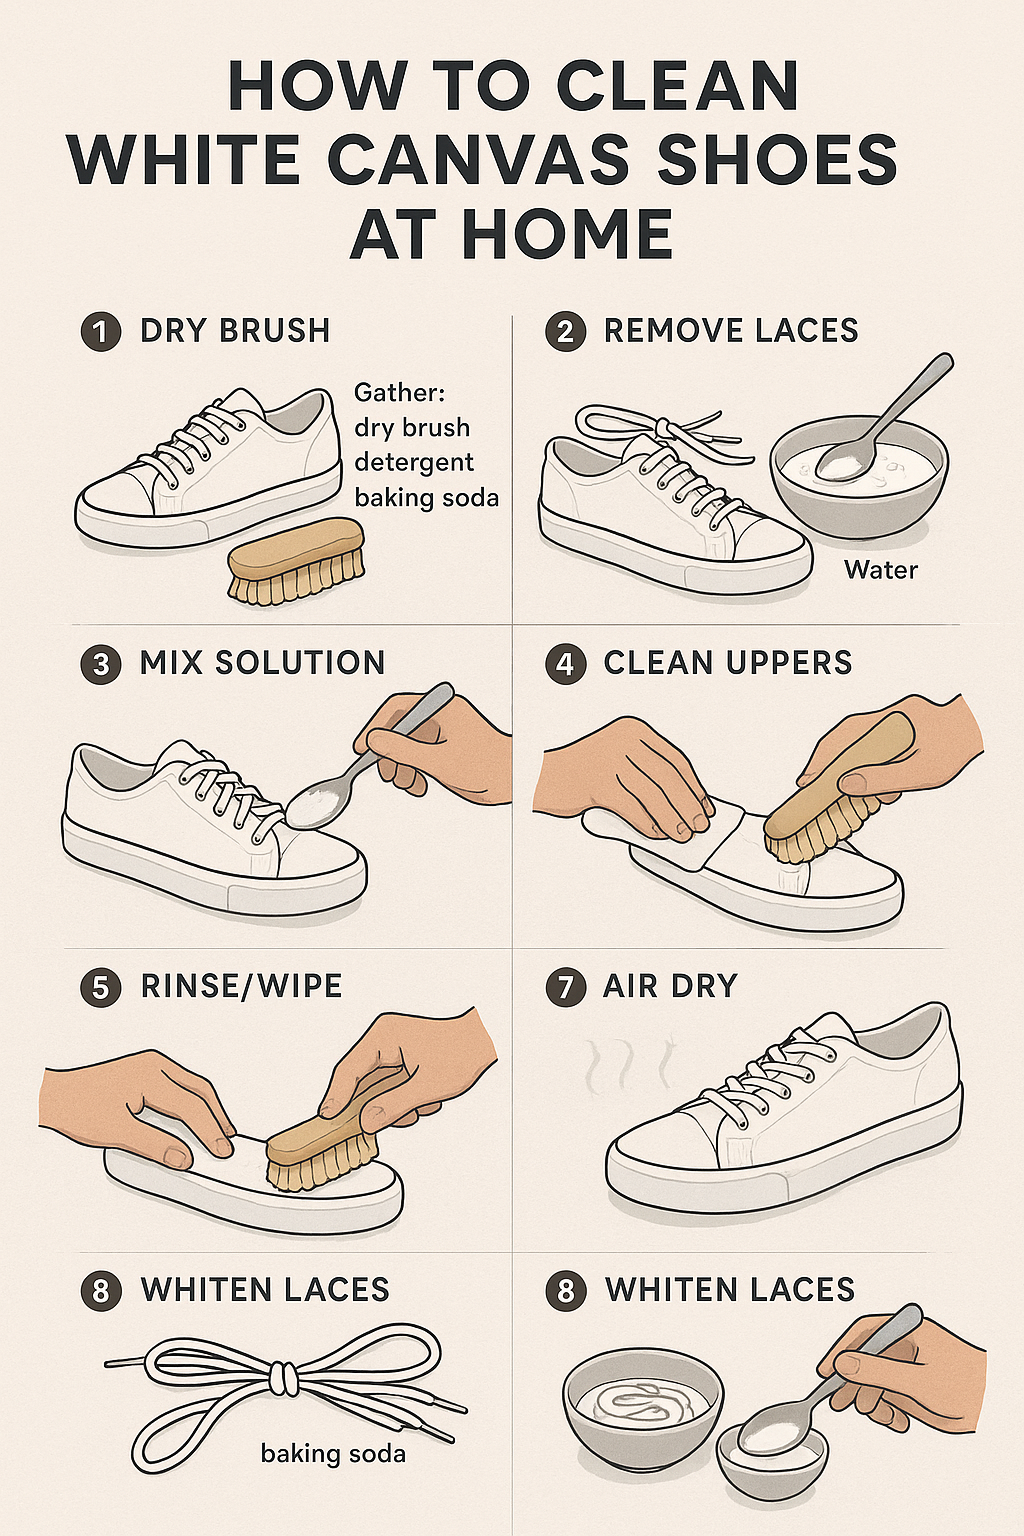 HOW TO CLEAN
WHITE CANVAS SHOES
AT HOME
1 DRY BRUSH
Gather:
dry brush
detergent
baking soda
2 REMOVE LACES
Water
3 MIX SOLUTION
4 CLEAN UPPERS
5 RINSE/WIPE
7 AIR DRY
8 WHITEN LACES
baking soda
8 WHITEN LACES